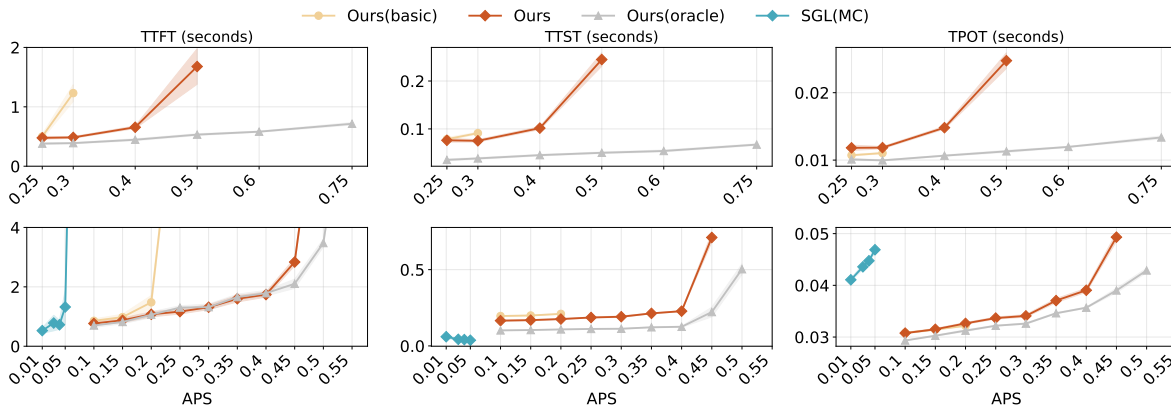 Ours(basic) Ours Ours(oracle) SGL(MC)
TTFT (seconds) TTST (seconds) TPOT (seconds)
2
1
0
0.25 0.3 0.4 0.5 0.6 0.75
0.2
0.1
0.25 0.3 0.4 0.5 0.6 0.75
0.02
0.01
0.25 0.3 0.4 0.5 0.6 0.75
4
2
0
0.01 0.05 0.1 0.15 0.2 0.25 0.3 0.35 0.4 0.45 0.5 0.55
APS
0.5
0.0
0.01 0.05 0.1 0.15 0.2 0.25 0.3 0.35 0.4 0.45 0.5 0.55
APS
0.05
0.04
0.03
0.01 0.05 0.1 0.15 0.2 0.25 0.3 0.35 0.4 0.45 0.5 0.55
APS